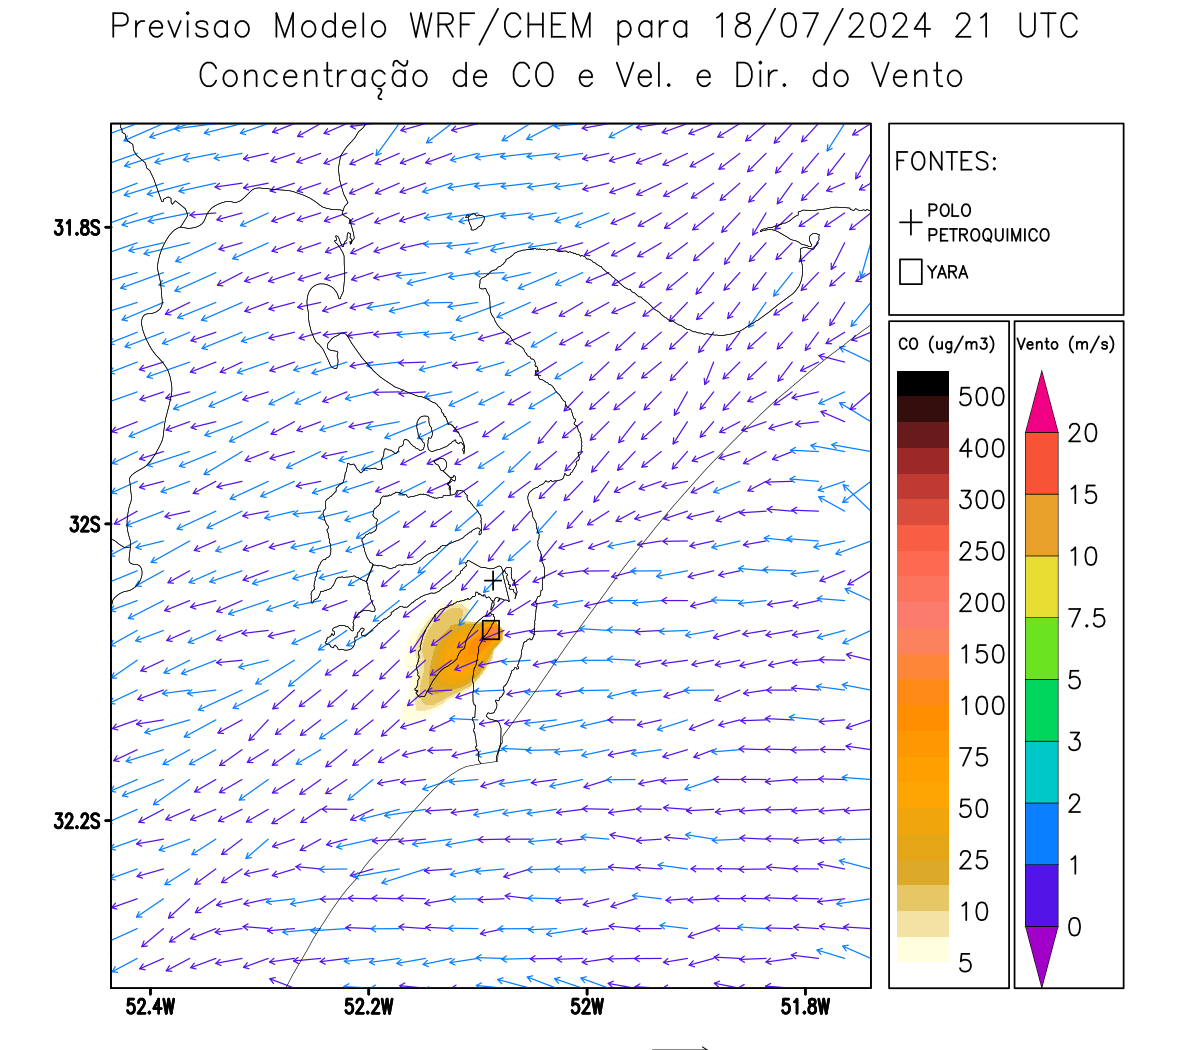 Previsao Modelo WRF/CHEM para 18/07/2024 21 UTC
Concentração de CO e Vel. e Dir. do Vento
FONTES:
POLO
PETROQUIMICO
YARA
CO (ug/m3)
500
400
300
250
200
150
100
75
50
25
10
5
Vento (m/s)
20
15
10
7.5
5
3
2
1
0
31.8S
32S
32.2S
52.4W
52.2W
52W
51.8W